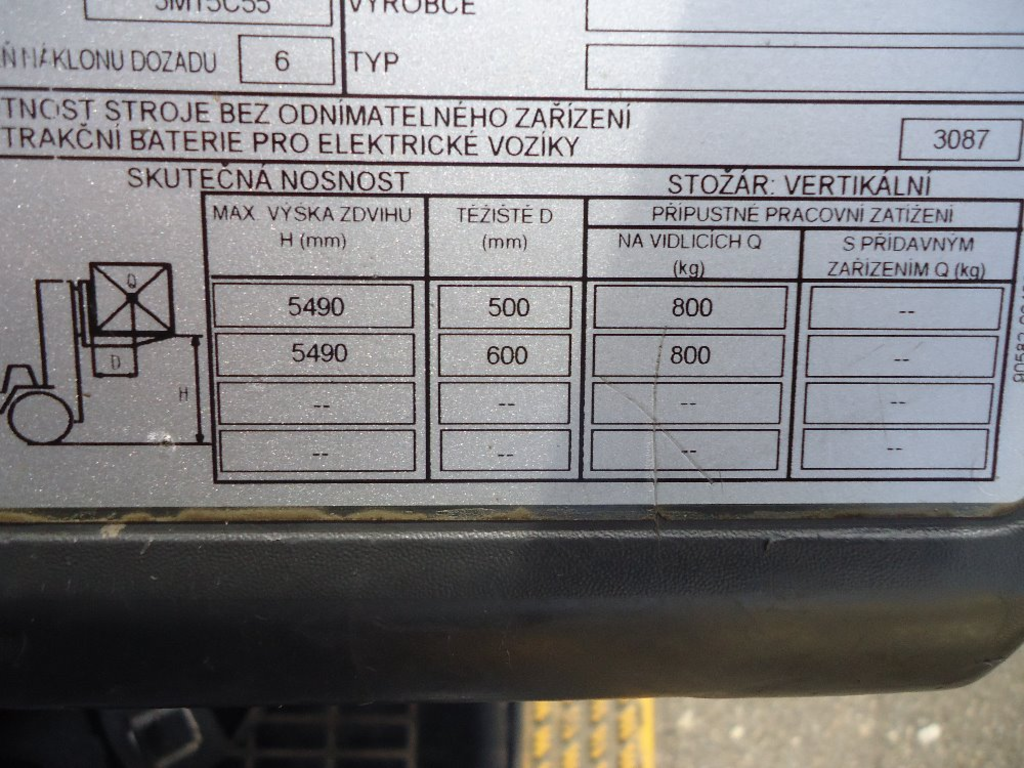 3M15C55
VÝROBCE
NÁKLONU DOZADU 6 TYP
STROJE BEZ ODNÍMATELNÉHO ZAŘÍZENÍ
TRAKČNÍ BATERIE PRO ELEKTRICKÉ VOZÍKY 3087
SKUTEČNÁ NOSNOST STOŽÁR: VERTIKÁLNÍ
MAX. VÝŠKA ZDVIHU TĚŽIŠTĚ D PŘÍPUSTNÉ PRACOVNÍ ZATÍŽENÍ
H (mm) (mm) NA VIDLICÍCH Q S PŘÍDAVNÝM
(kg) ZAŘÍZENÍM Q (kg)
5490 500 800 --
5490 600 800 --
-- -- -- --
-- -- -- --
Q
D
H